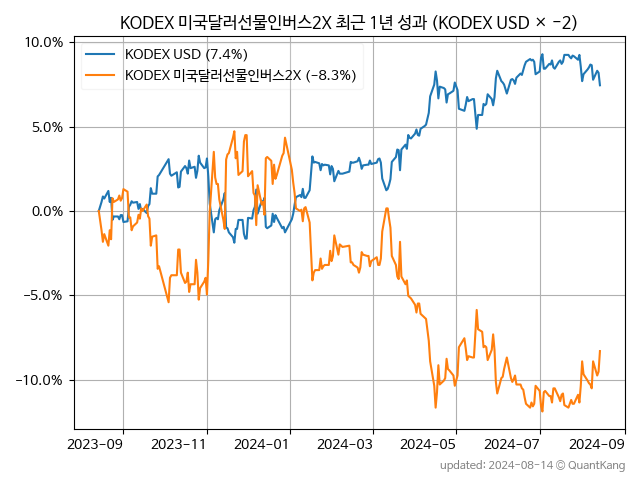 KODEX 미국달러선물인버스2X 최근 1년 성과 (KODEX USD × −2)
KODEX USD (7.4%)
KODEX 미국달러선물인버스2X (−8.3%)
10.0%
5.0%
0.0%
−5.0%
−10.0%
2023−09 2023−11 2024−01 2024−03 2024−05 2024−07 2024−09
updated: 2024-08-14 © QuantKang